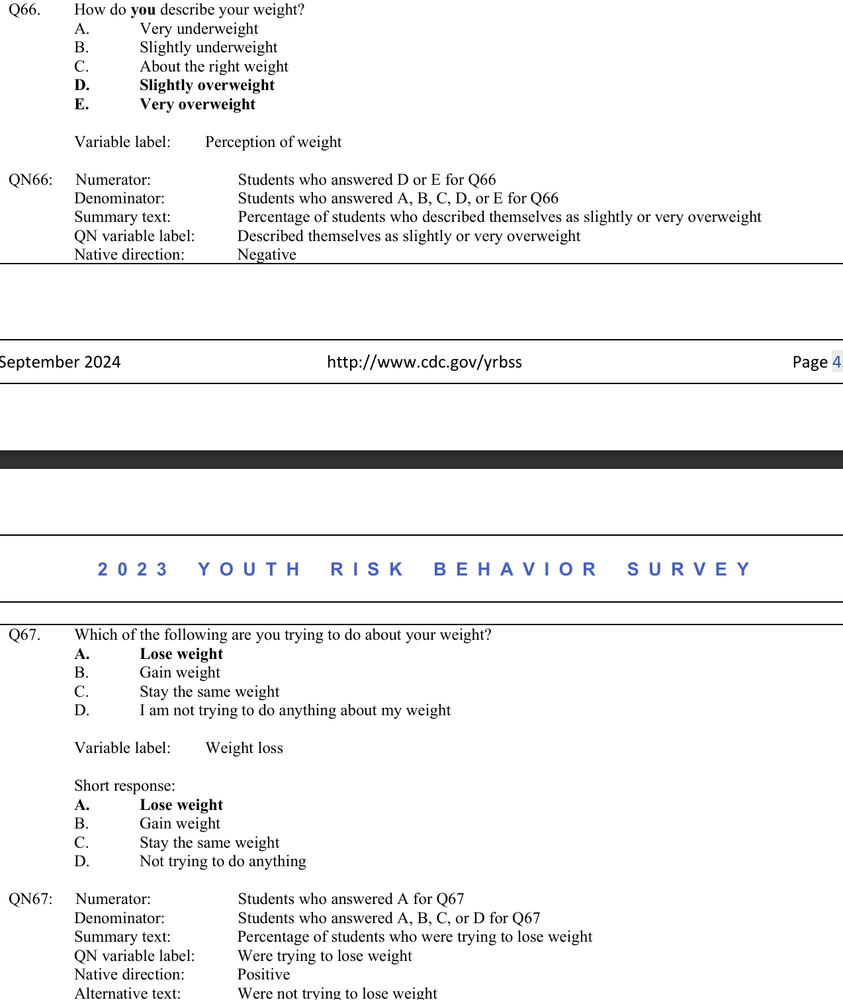 Q66. How do you describe your weight?
A. Very underweight
B. Slightly underweight
C. About the right weight
D. Slightly overweight
E. Very overweight
Variable label: Perception of weight
QN66: Numerator: Students who answered D or E for Q66
Denominator: Students who answered A, B, C, D, or E for Q66
Summary text: Percentage of students who described themselves as slightly or very overweight
QN variable label: Described themselves as slightly or very overweight
Native direction: Negative
September 2024 http://www.cdc.gov/yrbss Page 4
2023 YOUTH RISK BEHAVIOR SURVEY
Q67. Which of the following are you trying to do about your weight?
A. Lose weight
B. Gain weight
C. Stay the same weight
D. I am not trying to do anything about my weight
Variable label: Weight loss
Short response:
A. Lose weight
B. Gain weight
C. Stay the same weight
D. Not trying to do anything
QN67: Numerator: Students who answered A for Q67
Denominator: Students who answered A, B, C, or D for Q67
Summary text: Percentage of students who were trying to lose weight
QN variable label: Were trying to lose weight
Native direction: Positive
Alternative text: Were not trying to lose weight